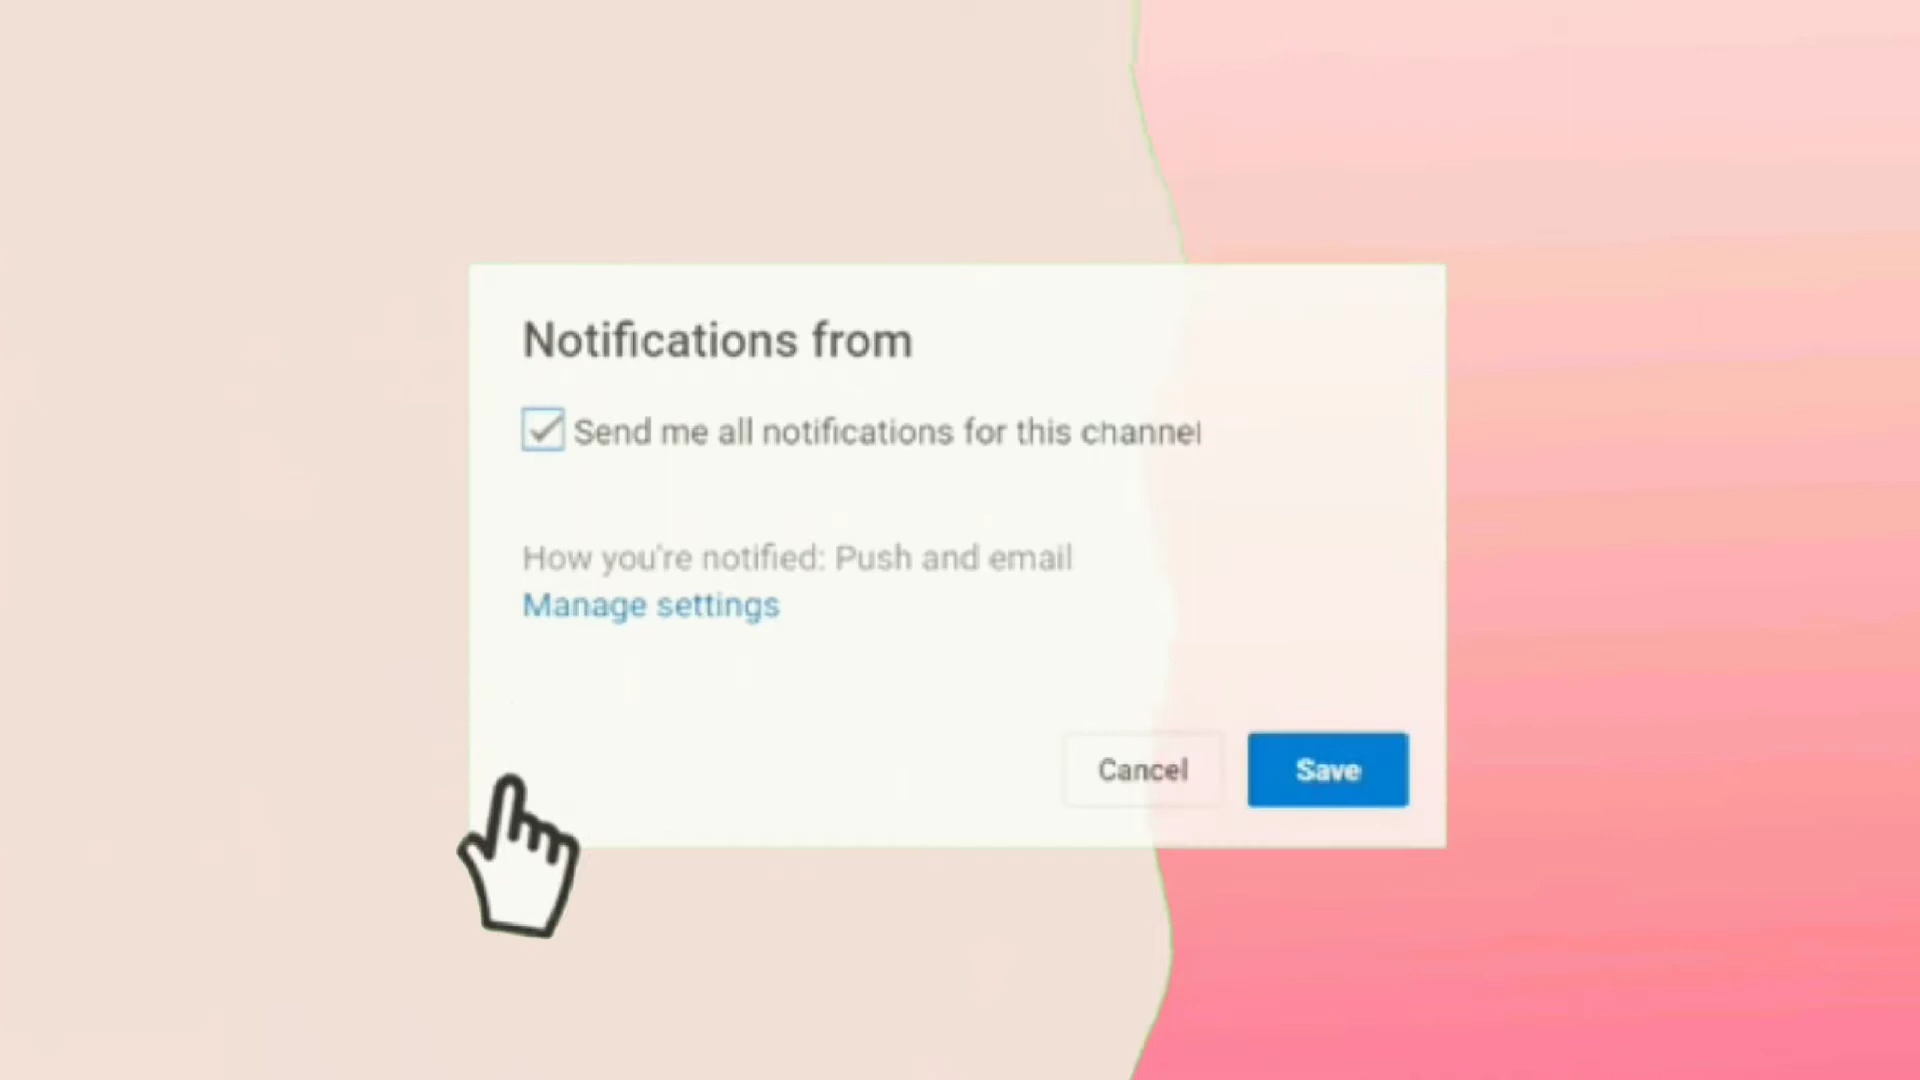 Notifications from
Send me all notifications for this channel
How you're notified: Push and email
Manage settings
Cancel
Save